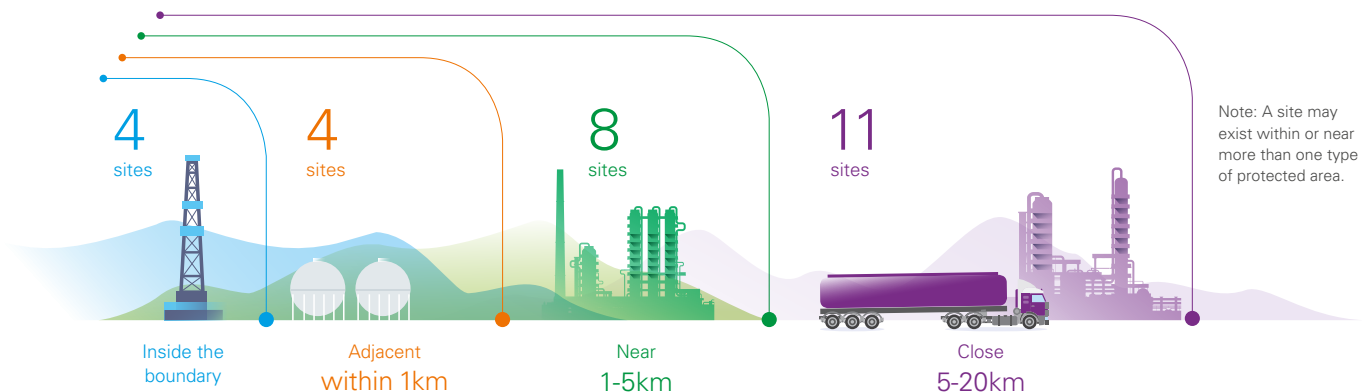 4
sites
4
sites
8
sites
11
sites
Note: A site may
exist within or near
more than one type
of protected area.
Inside the
boundary
Adjacent
within 1km
Near
1-5km
Close
5-20km